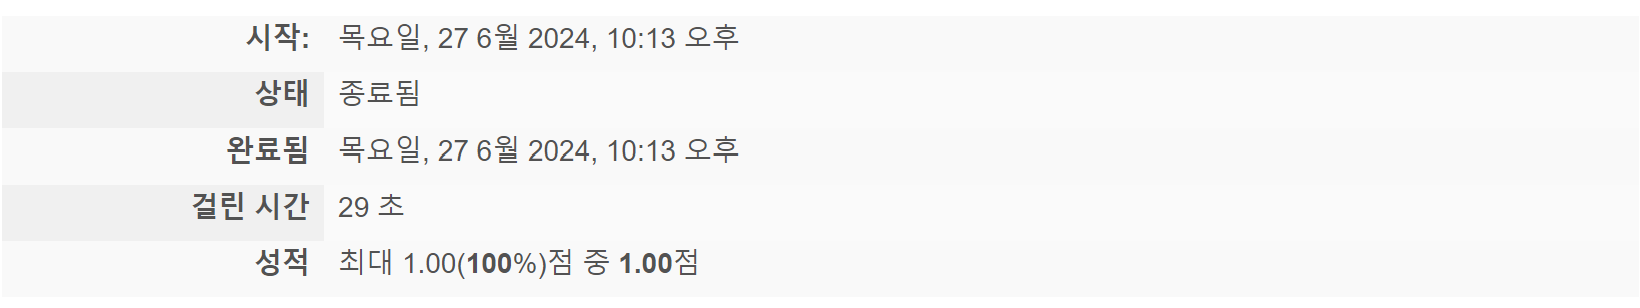 시작: 목요일, 27 6월 2024, 10:13 오후
상태 종료됨
완료됨 목요일, 27 6월 2024, 10:13 오후
걸린 시간 29 초
성적 최대 1.00(100%)점 중 1.00점